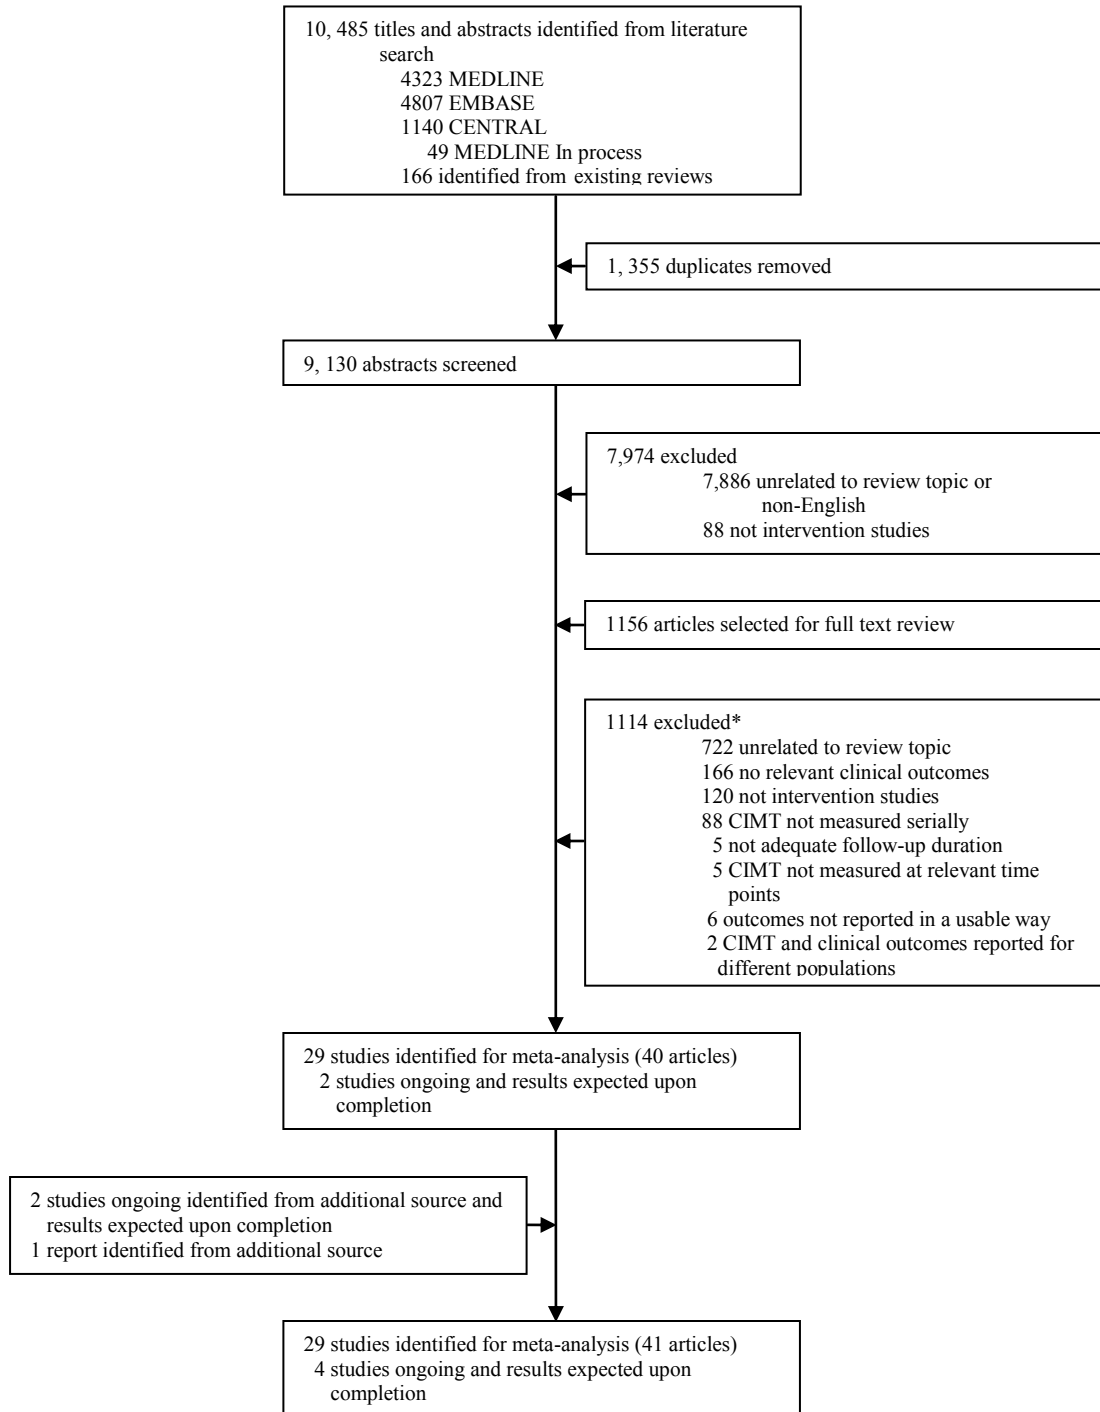 10, 485 titles and abstracts identified from literature
search
4323 MEDLINE
4807 EMBASE
1140 CENTRAL
49 MEDLINE In process
166 identified from existing reviews
1, 355 duplicates removed
9, 130 abstracts screened
7,974 excluded
7,886 unrelated to review topic or
non-English
88 not intervention studies
1156 articles selected for full text review
1114 excluded*
722 unrelated to review topic
166 no relevant clinical outcomes
120 not intervention studies
88 CIMT not measured serially
5 not adequate follow-up duration
5 CIMT not measured at relevant time
points
6 outcomes not reported in a usable way
2 CIMT and clinical outcomes reported for
different populations
29 studies identified for meta-analysis (40 articles)
2 studies ongoing and results expected upon
completion
2 studies ongoing identified from additional source and
results expected upon completion
1 report identified from additional source
29 studies identified for meta-analysis (41 articles)
4 studies ongoing and results expected upon
completion